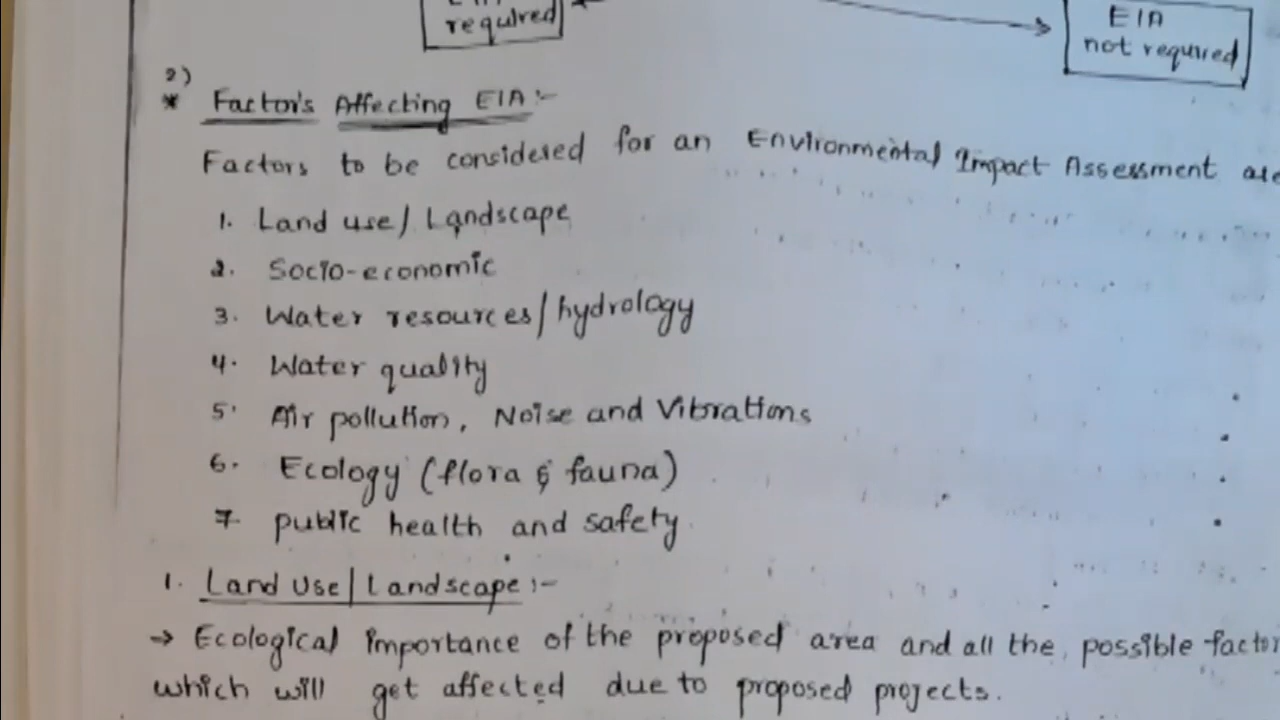 required
EIA
not required
2)
* Factors Affecting EIA :-
Factors to be considered for an Environmental Impact Assessment are
1. Land use / Landscape
2. Socio-economic
3. Water resources / hydrology
4. Water quality
5. Air pollution, Noise and Vibrations
6. Ecology (flora & fauna)
7. public health and safety
1. Land Use / Landscape :-
→ Ecological importance of the proposed area and all the possible factor
which will get affected due to proposed projects.